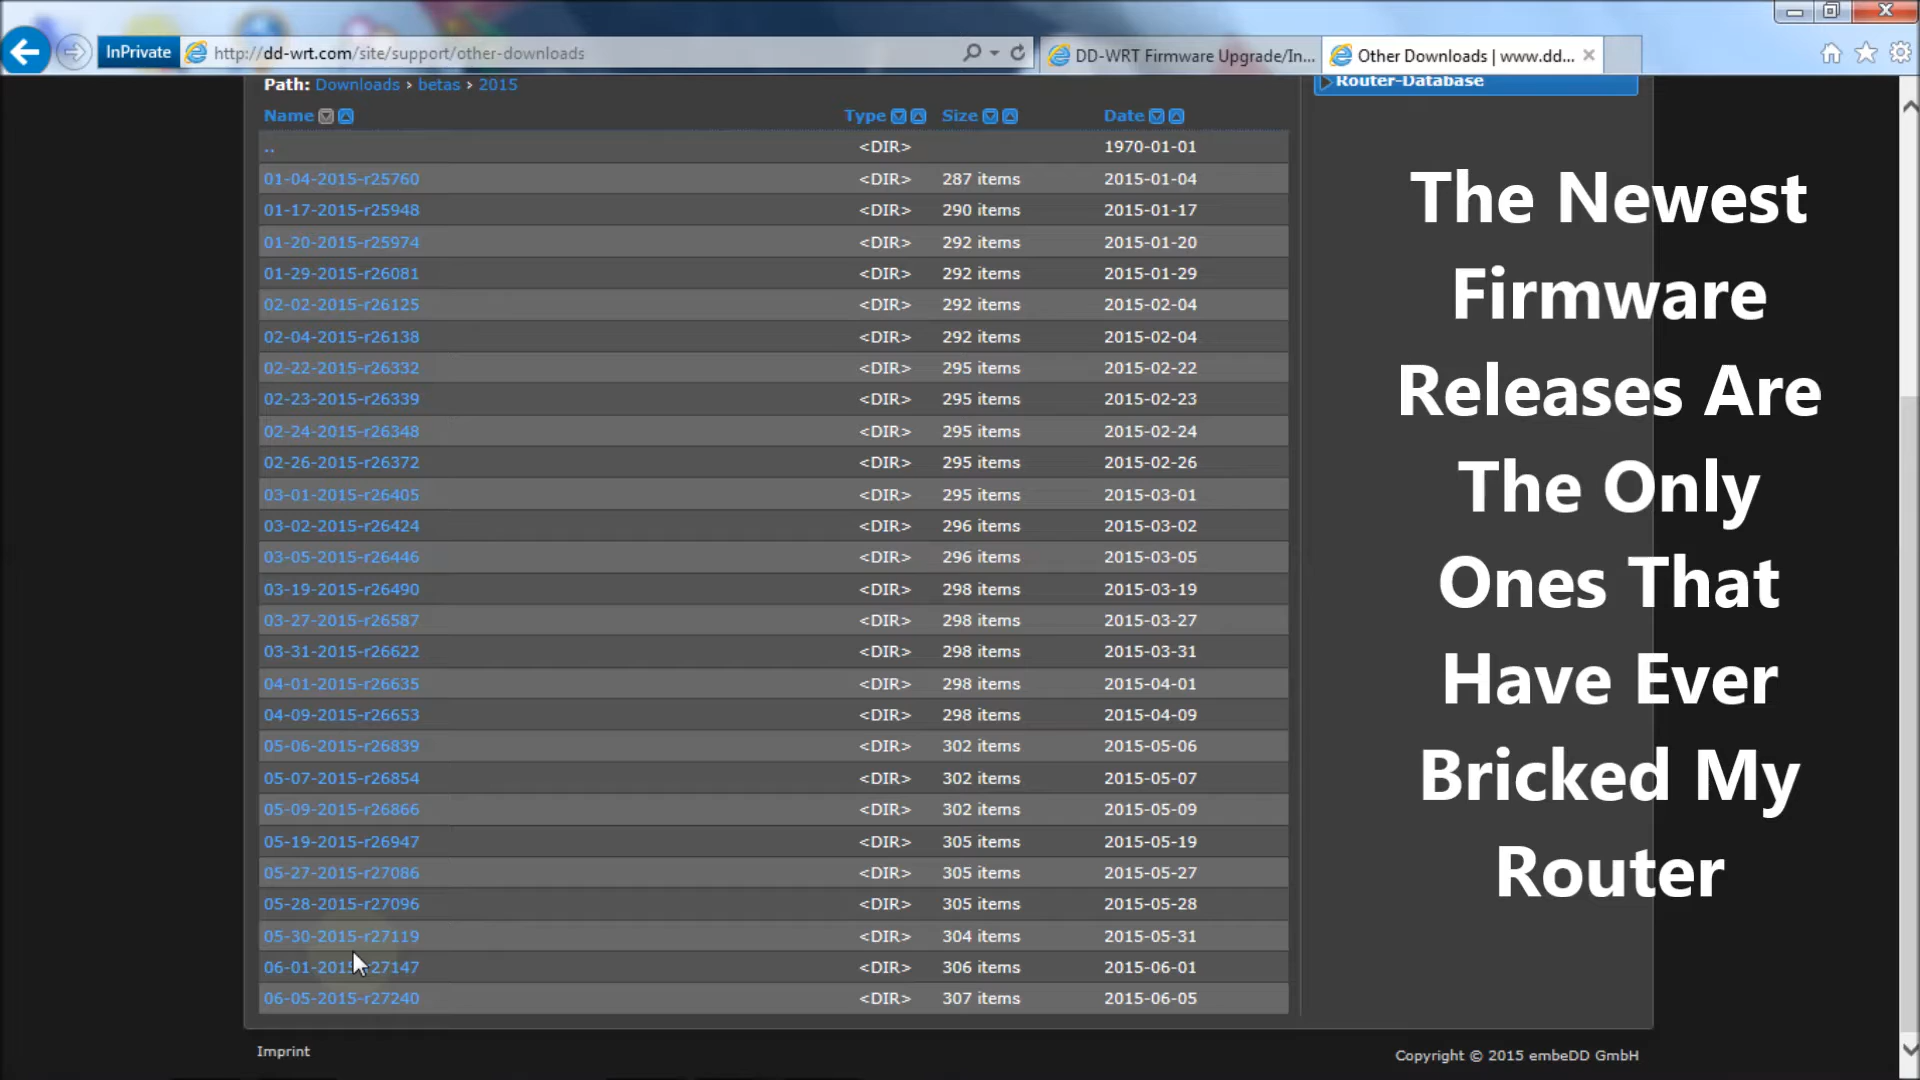 InPrivate
http://dd-wrt.com/site/support/other-downloads
DD-WRT Firmware Upgrade/In...
Other Downloads | www.dd...
Path: Downloads › betas › 2015
Router-Database
Name Type Size Date
.. <DIR> 1970-01-01
01-04-2015-r25760 <DIR> 287 items 2015-01-04
01-17-2015-r25948 <DIR> 290 items 2015-01-17
01-20-2015-r25974 <DIR> 292 items 2015-01-20
01-29-2015-r26081 <DIR> 292 items 2015-01-29
02-02-2015-r26125 <DIR> 292 items 2015-02-04
02-04-2015-r26138 <DIR> 292 items 2015-02-04
02-22-2015-r26332 <DIR> 295 items 2015-02-22
02-23-2015-r26339 <DIR> 295 items 2015-02-23
02-24-2015-r26348 <DIR> 295 items 2015-02-24
02-26-2015-r26372 <DIR> 295 items 2015-02-26
03-01-2015-r26405 <DIR> 295 items 2015-03-01
03-02-2015-r26424 <DIR> 296 items 2015-03-02
03-05-2015-r26446 <DIR> 296 items 2015-03-05
03-19-2015-r26490 <DIR> 298 items 2015-03-19
03-27-2015-r26587 <DIR> 298 items 2015-03-27
03-31-2015-r26622 <DIR> 298 items 2015-03-31
04-01-2015-r26635 <DIR> 298 items 2015-04-01
04-09-2015-r26653 <DIR> 298 items 2015-04-09
05-06-2015-r26839 <DIR> 302 items 2015-05-06
05-07-2015-r26854 <DIR> 302 items 2015-05-07
05-09-2015-r26866 <DIR> 302 items 2015-05-09
05-19-2015-r26947 <DIR> 305 items 2015-05-19
05-27-2015-r27086 <DIR> 305 items 2015-05-27
05-28-2015-r27096 <DIR> 305 items 2015-05-28
05-30-2015-r27119 <DIR> 304 items 2015-05-31
06-01-2015-r27147 <DIR> 306 items 2015-06-01
06-05-2015-r27240 <DIR> 307 items 2015-06-05
The Newest
Firmware
Releases Are
The Only
Ones That
Have Ever
Bricked My
Router
Imprint
Copyright © 2015 embeDD GmbH